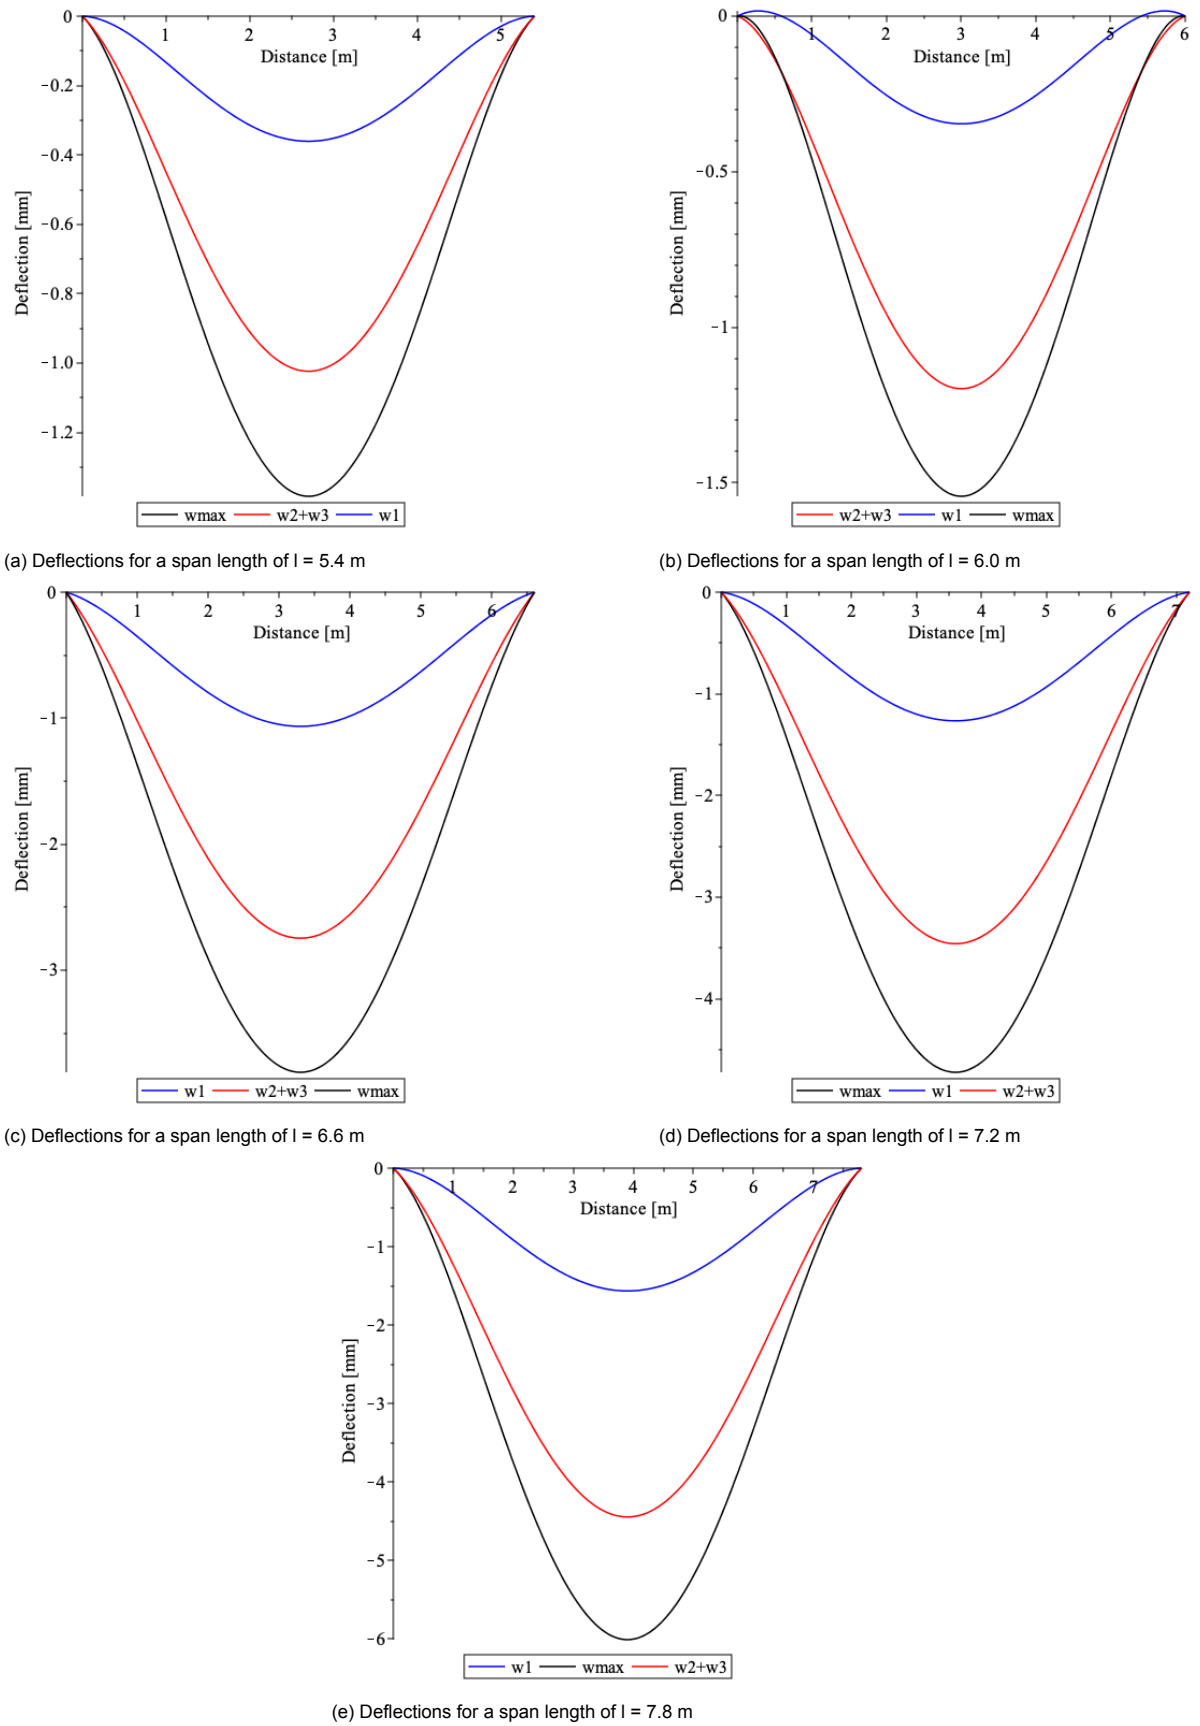 0
1
2
3
4
5
Distance [m]
−0.2
−0.4
−0.6
−0.8
−1.0
−1.2
Deflection [mm]
wmax w2+w3 w1
(a) Deflections for a span length of l = 5.4 m
0
1
2
3
4
5
6
Distance [m]
−0.5
−1
−1.5
Deflection [mm]
w2+w3 w1 wmax
(b) Deflections for a span length of l = 6.0 m
0
1
2
3
4
5
6
Distance [m]
−1
−2
−3
Deflection [mm]
w1 w2+w3 wmax
(c) Deflections for a span length of l = 6.6 m
0
1
2
3
4
5
6
7
Distance [m]
−1
−2
−3
−4
Deflection [mm]
wmax w1 w2+w3
(d) Deflections for a span length of l = 7.2 m
0
1
2
3
4
5
6
7
Distance [m]
−1
−2
−3
−4
−5
−6
Deflection [mm]
w1 wmax w2+w3
(e) Deflections for a span length of l = 7.8 m